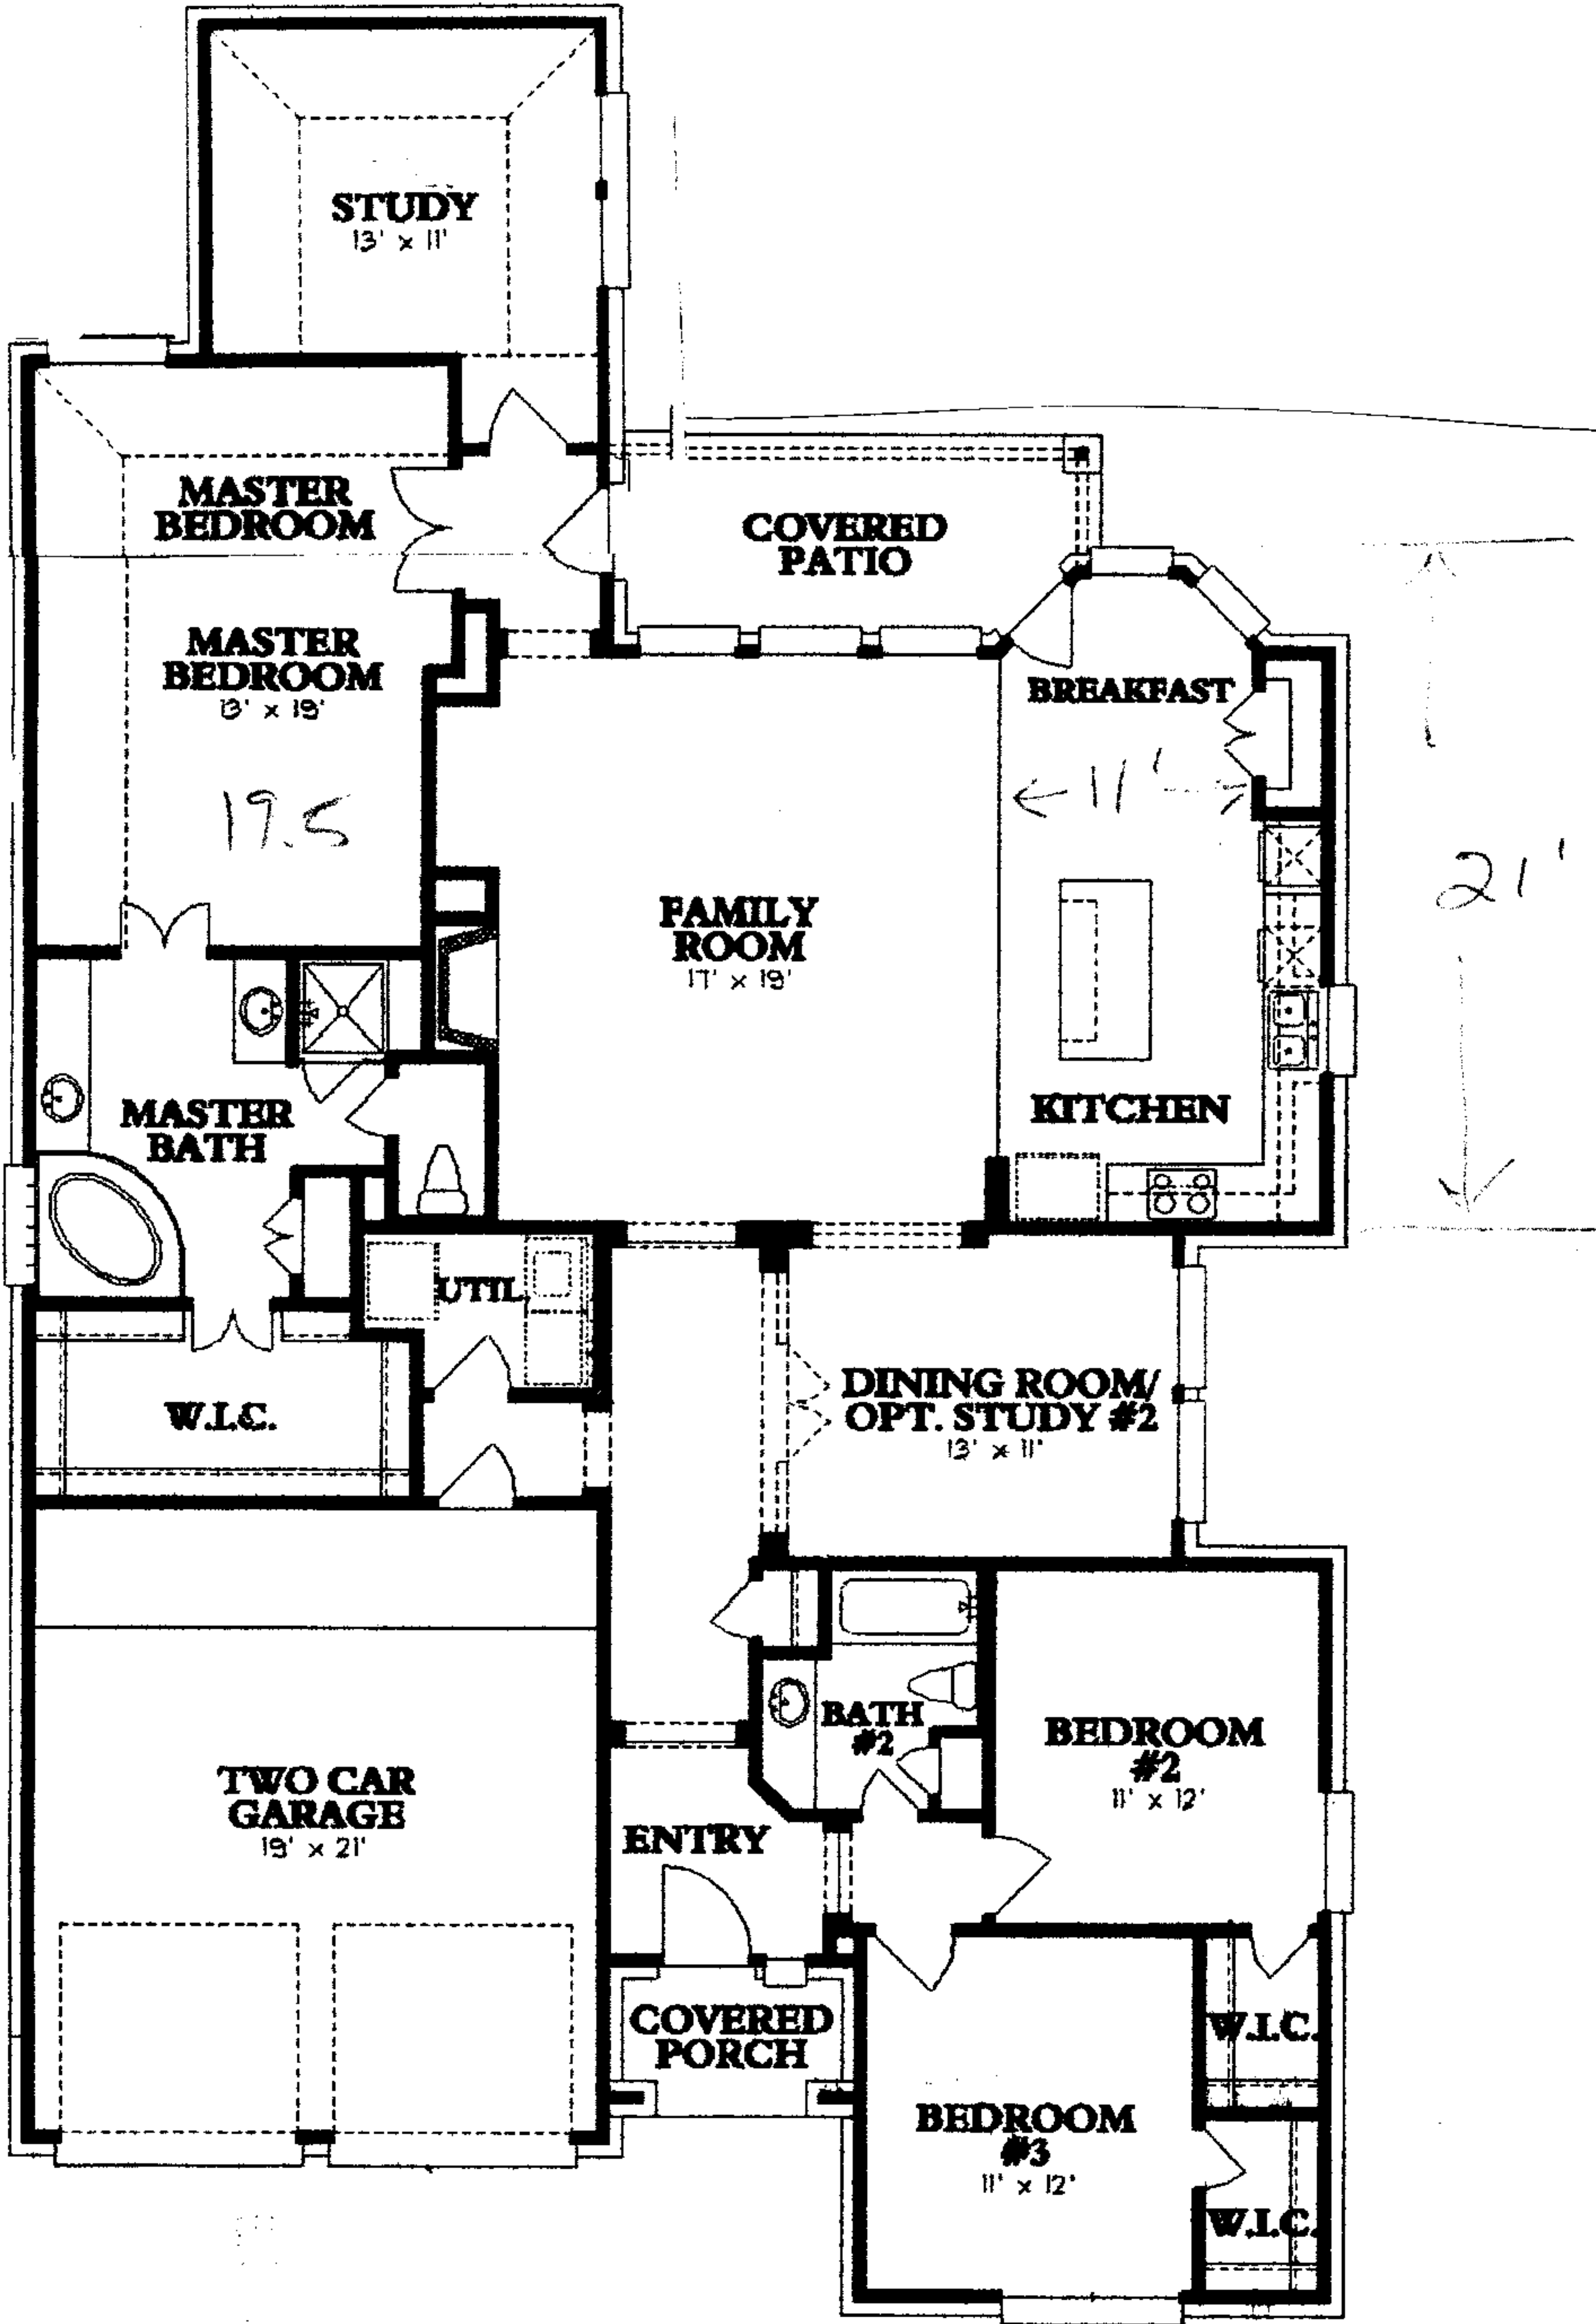 STUDY
13' x 11'
MASTER
BEDROOM
COVERED
PATIO
MASTER
BEDROOM
13' x 19'
19.5
BREAKFAST
11'
21'
FAMILY
ROOM
17' x 19'
KITCHEN
MASTER
BATH
UTIL.
W.I.C.
DINING ROOM/
OPT. STUDY #2
13' x 11'
BATH
#2
BEDROOM
#2
11' x 12'
TWO CAR
GARAGE
19' x 21'
ENTRY
COVERED
PORCH
W.I.C.
BEDROOM
#3
11' x 12'
W.I.C.